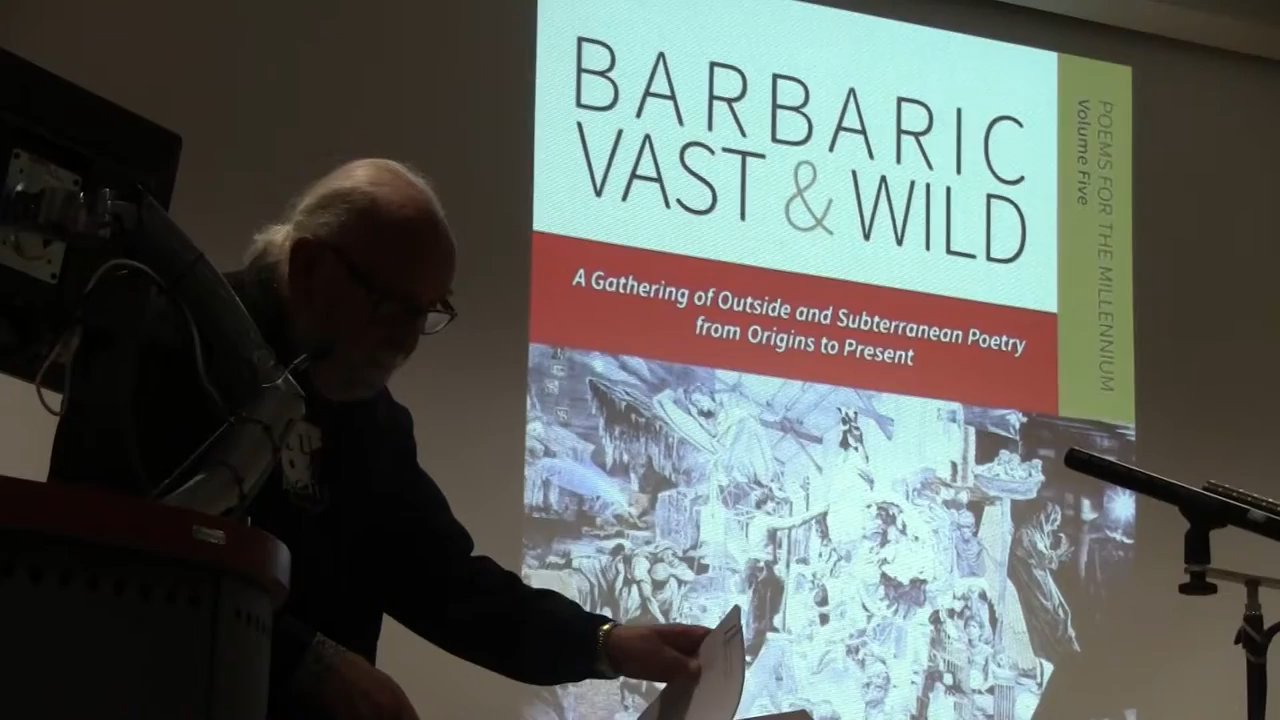 BARBARIC
VAST & WILD
A Gathering of Outside and Subterranean Poetry
from Origins to Present
POEMS FOR THE MILLENNIUM
Volume Five